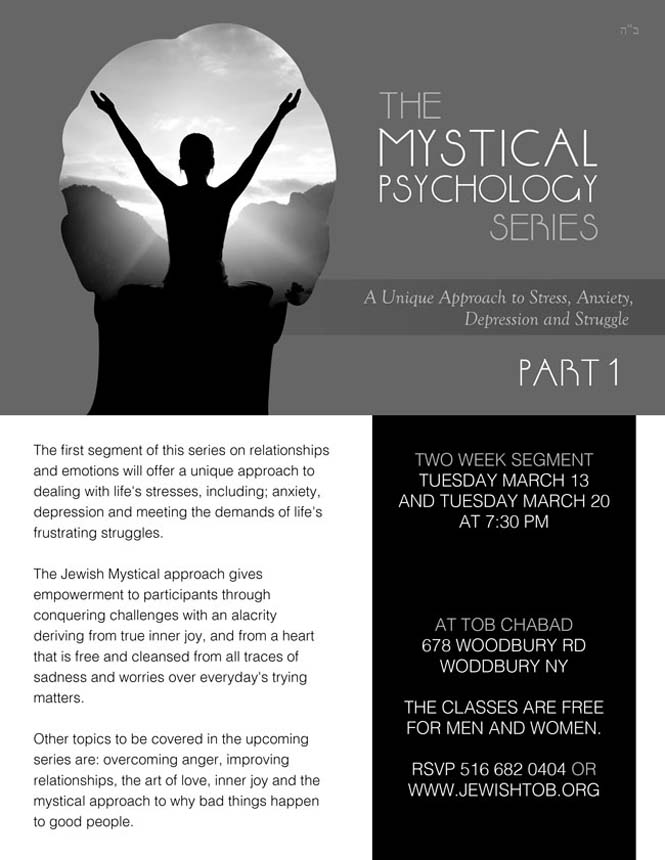 ב"ה
THE
MYSTICAL
PSYCHOLOGY
SERIES
A Unique Approach to Stress, Anxiety,
Depression and Struggle
PART 1
The first segment of this series on relationships
and emotions will offer a unique approach to
dealing with life's stresses, including; anxiety,
depression and meeting the demands of life's
frustrating struggles.
The Jewish Mystical approach gives
empowerment to participants through
conquering challenges with an alacrity
deriving from true inner joy, and from a heart
that is free and cleansed from all traces of
sadness and worries over everyday's trying
matters.
Other topics to be covered in the upcoming
series are: overcoming anger, improving
relationships, the art of love, inner joy and the
mystical approach to why bad things happen
to good people.
TWO WEEK SEGMENT
TUESDAY MARCH 13
AND TUESDAY MARCH 20
AT 7:30 PM
AT TOB CHABAD
678 WOODBURY RD
WODDBURY NY
THE CLASSES ARE FREE
FOR MEN AND WOMEN.
RSVP 516 682 0404 OR
WWW.JEWISHTOB.ORG